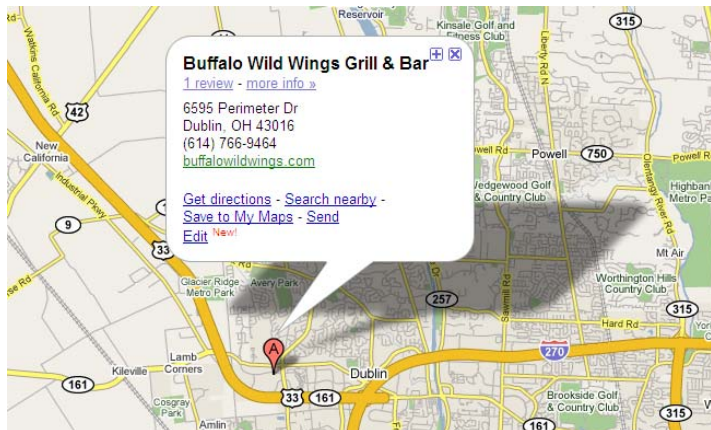 Reservoir
Kinsale Golf and
Fitness Club
315
Watkins
California Rd
Liberty Rd N
Buffalo Wild Wings Grill & Bar
1 review - more info »
6595 Perimeter Dr
Dublin, OH 43016
(614) 766-9464
buffalowildwings.com
Get directions - Search nearby -
Save to My Maps - Send
Edit New!
42
New
California
Industrial Pkwy
9
33
well Rd
Powell
750
Powell R
Wedgewood Golf
& Country Club
Olentangy River Rd
Highban
Metro Pa
Mt Air
Glacier Ridge
Metro Park
Avery Park
Worthington Hills
Country Club
257
Sawmill Rd
315
Hard Rd
270
A
Lamb
Corners
Kileville
161
Dublin
Cosgray
Park
33
161
Brookside Golf
& Country Club
Amlin
161
315